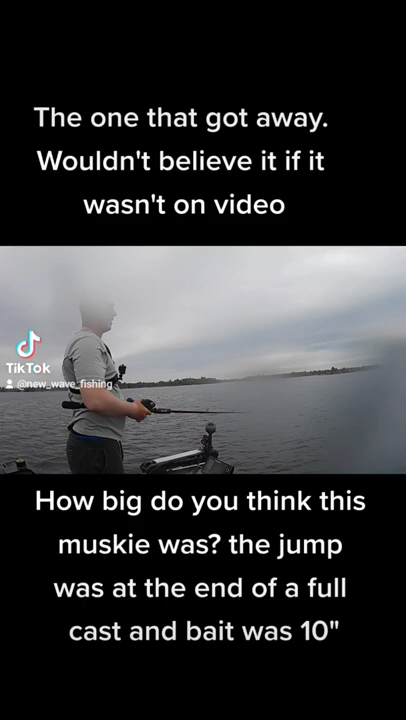 The one that got away.
Wouldn't believe it if it
wasn't on video
TikTok
@new_wave_fishing
How big do you think this
muskie was? the jump
was at the end of a full
cast and bait was 10"